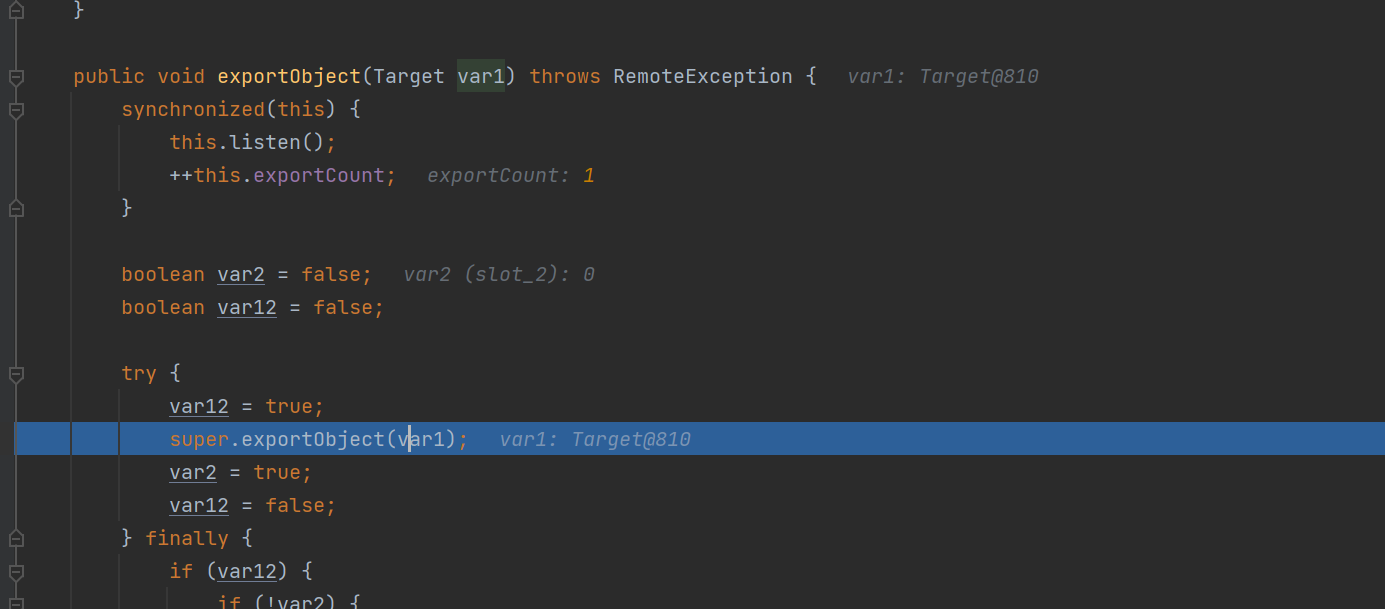 }
public void exportObject(Target var1) throws RemoteException {   var1: Target@810
synchronized(this) {
this.listen();
++this.exportCount;   exportCount: 1
}
boolean var2 = false;   var2 (slot_2): 0
boolean var12 = false;
try {
var12 = true;
super.exportObject(var1);   var1: Target@810
var2 = true;
var12 = false;
} finally {
if (var12) {
if (!var2) {